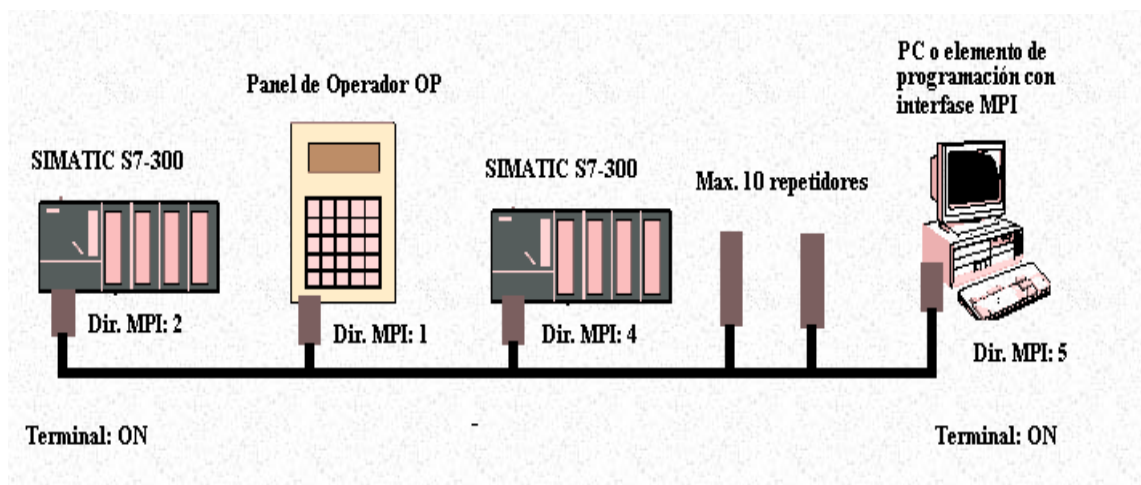 PC o elemento de
programación con
interfase MPI
Panel de Operador OP
SIMATIC S7-300
SIMATIC S7-300
Max. 10 repetidores
Dir. MPI: 2
Dir. MPI: 1
Dir. MPI: 4
Dir. MPI: 5
Terminal: ON
-
Terminal: ON